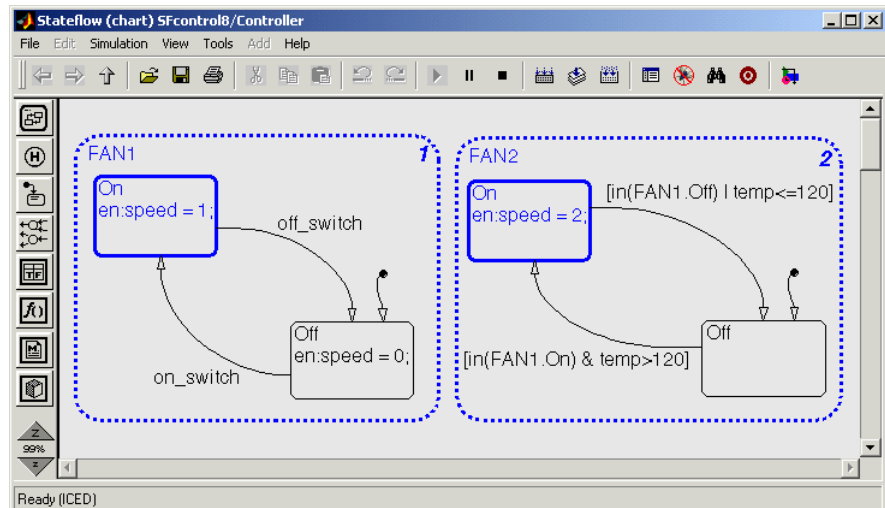 Stateflow (chart) SFcontrol8/Controller
File Edit Simulation View Tools Add Help
FAN1
1
On
en:speed = 1;
off_switch
Off
en:speed = 0;
on_switch
FAN2
2
On
en:speed = 2;
[in(FAN1.Off) | temp<=120]
Off
[in(FAN1.On) & temp>120]
H
TF
f()
M
Z
99%
z
Ready (ICED)